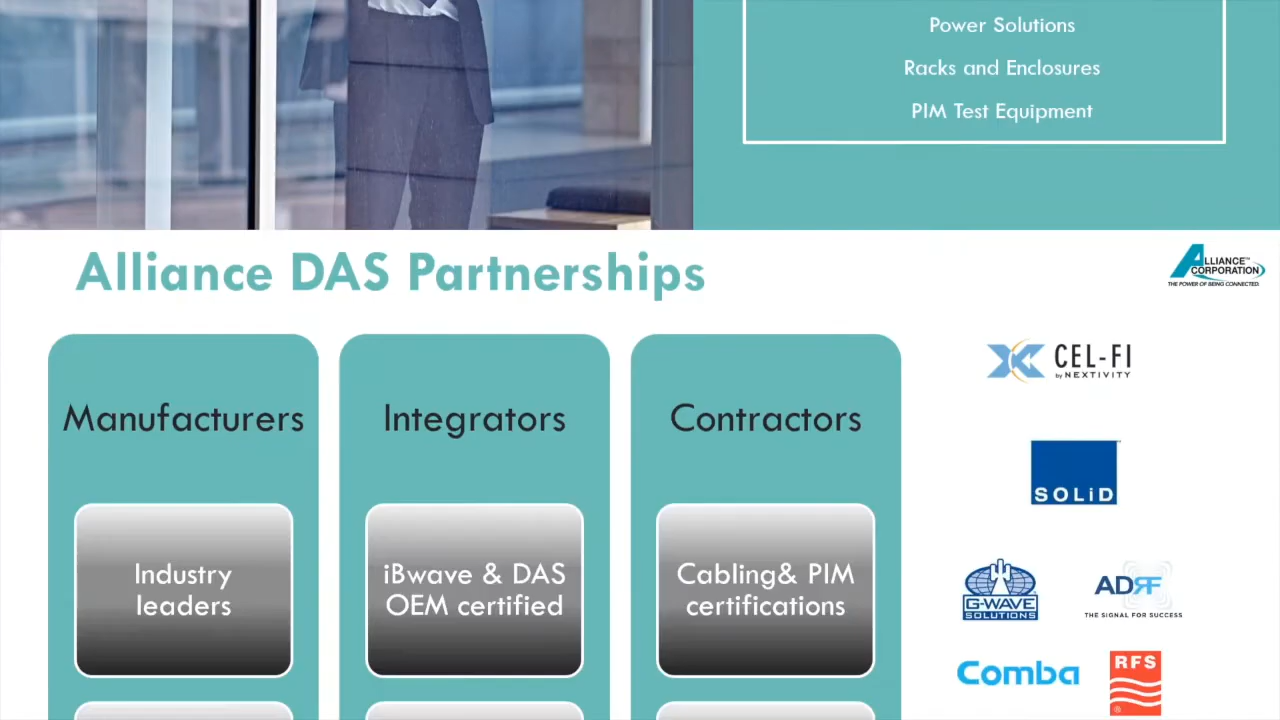 Power Solutions
Racks and Enclosures
PIM Test Equipment
Alliance DAS Partnerships
ALLIANCE™
CORPORATION
THE POWER OF BEING CONNECTED.
Manufacturers
Integrators
Contractors
CEL-FI
by NEXTIVITY
SOLiD
Industry
leaders
iBwave & DAS
OEM certified
Cabling& PIM
certifications
G-WAVE
SOLUTIONS
ADRF
THE SIGNAL FOR SUCCESS
Comba
RFS
®